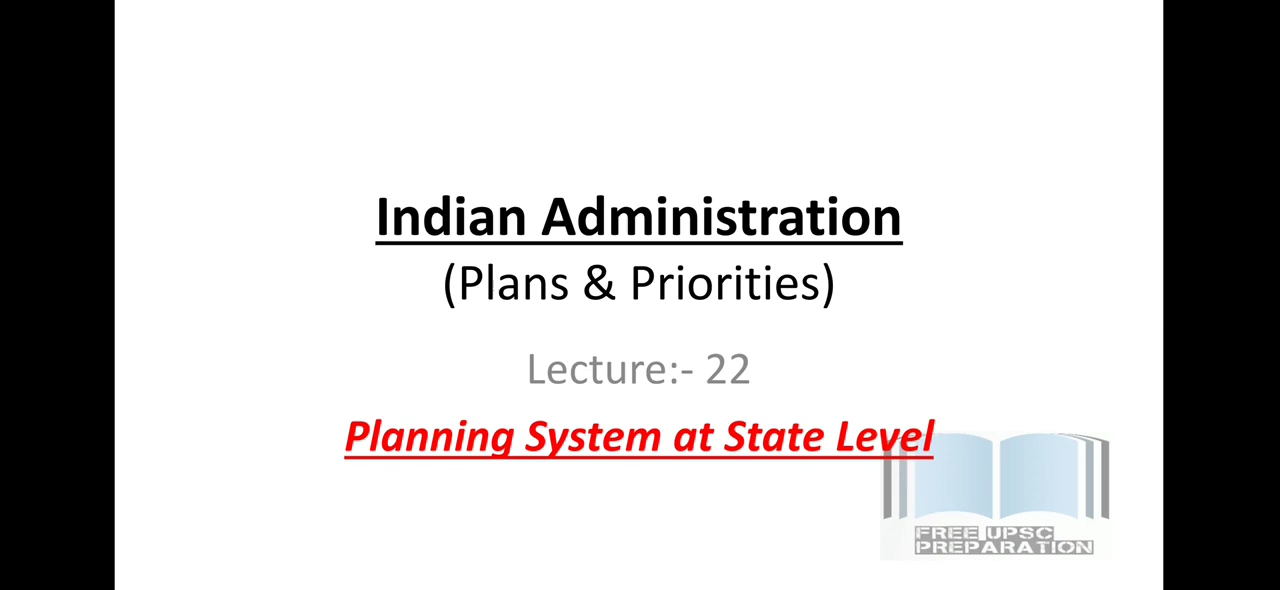 Indian Administration
(Plans & Priorities)
Lecture:- 22
Planning System at State Level
FREE UPSC
PREPARATION